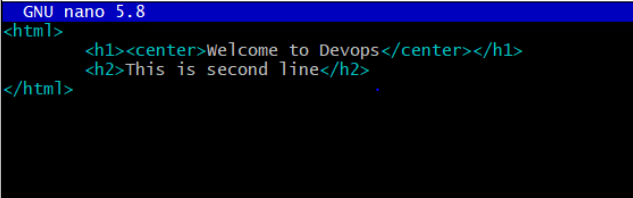 GNU nano 5.8
<html>
        <h1><center>Welcome to Devops</center></h1>
        <h2>This is second line</h2>
</html>